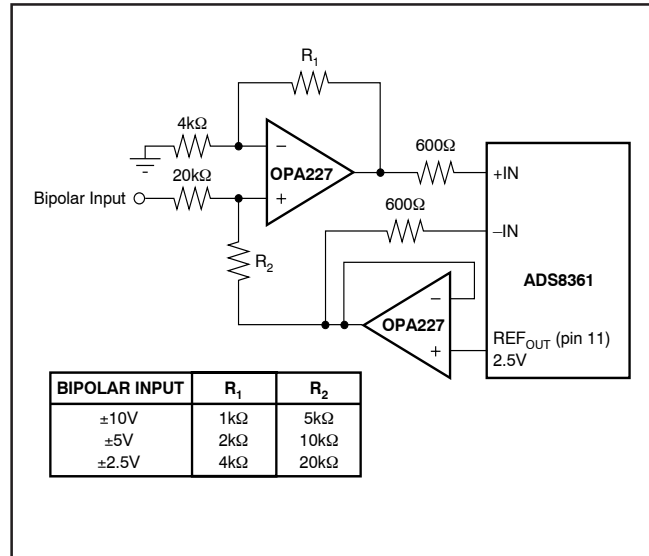 R1
4kΩ
20kΩ
Bipolar Input
−
OPA227
+
600Ω
+IN
600Ω
−IN
R2
ADS8361
−
OPA227
+
REFOUT (pin 11)
2.5V
BIPOLAR INPUT R1 R2
±10V 1kΩ 5kΩ
±5V 2kΩ 10kΩ
±2.5V 4kΩ 20kΩ